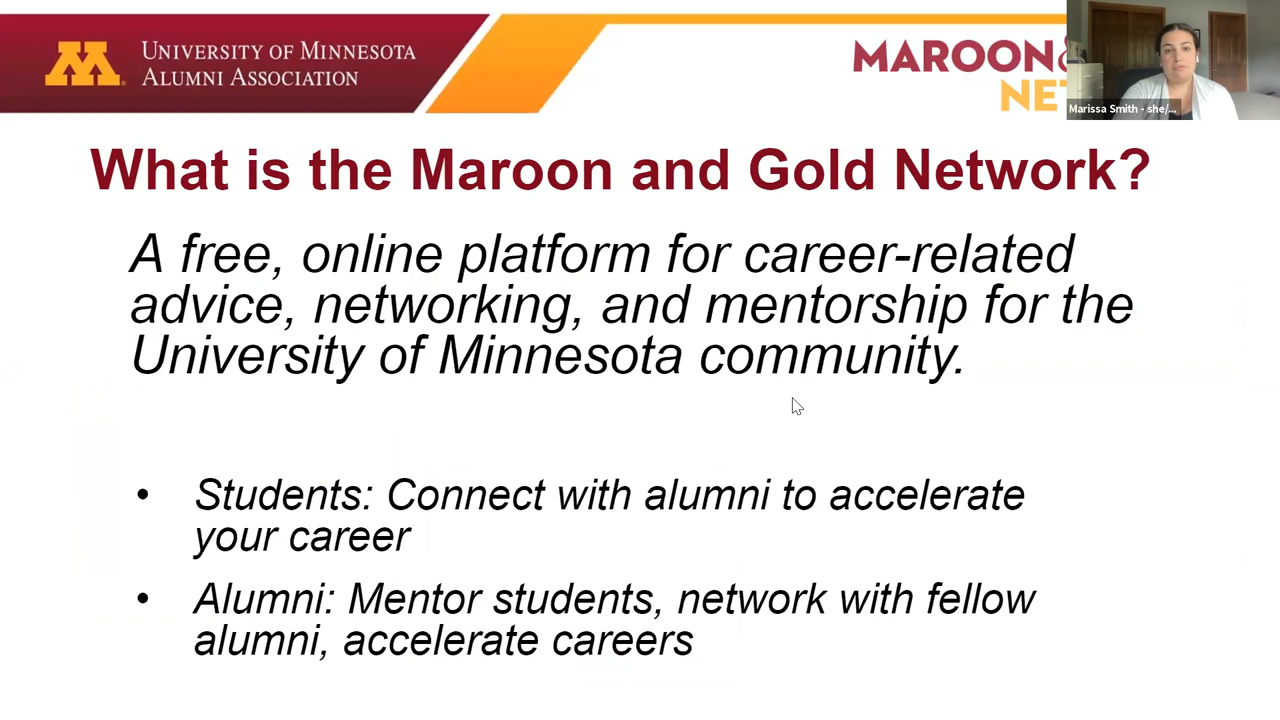 UNIVERSITY OF MINNESOTA
ALUMNI ASSOCIATION
MAROON
Marissa Smith - she/...
What is the Maroon and Gold Network?
A free, online platform for career-related
advice, networking, and mentorship for the
University of Minnesota community.
• Students: Connect with alumni to accelerate
your career
• Alumni: Mentor students, network with fellow
alumni, accelerate careers